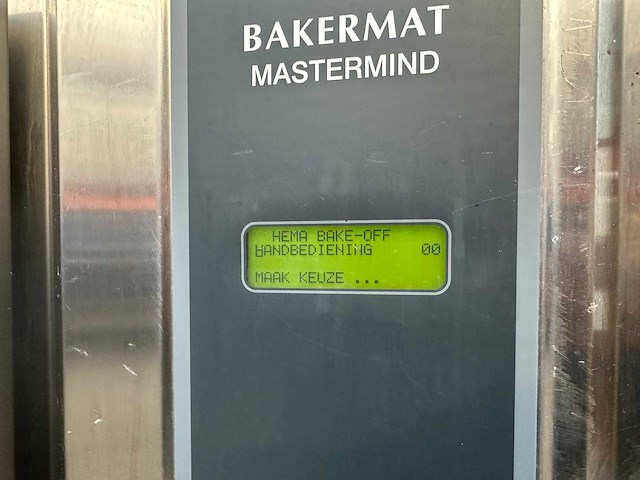 BAKERMAT
MASTERMIND
HEMA BAKE-OFF
HANDBEDIENING 00
MAAK KEUZE ...